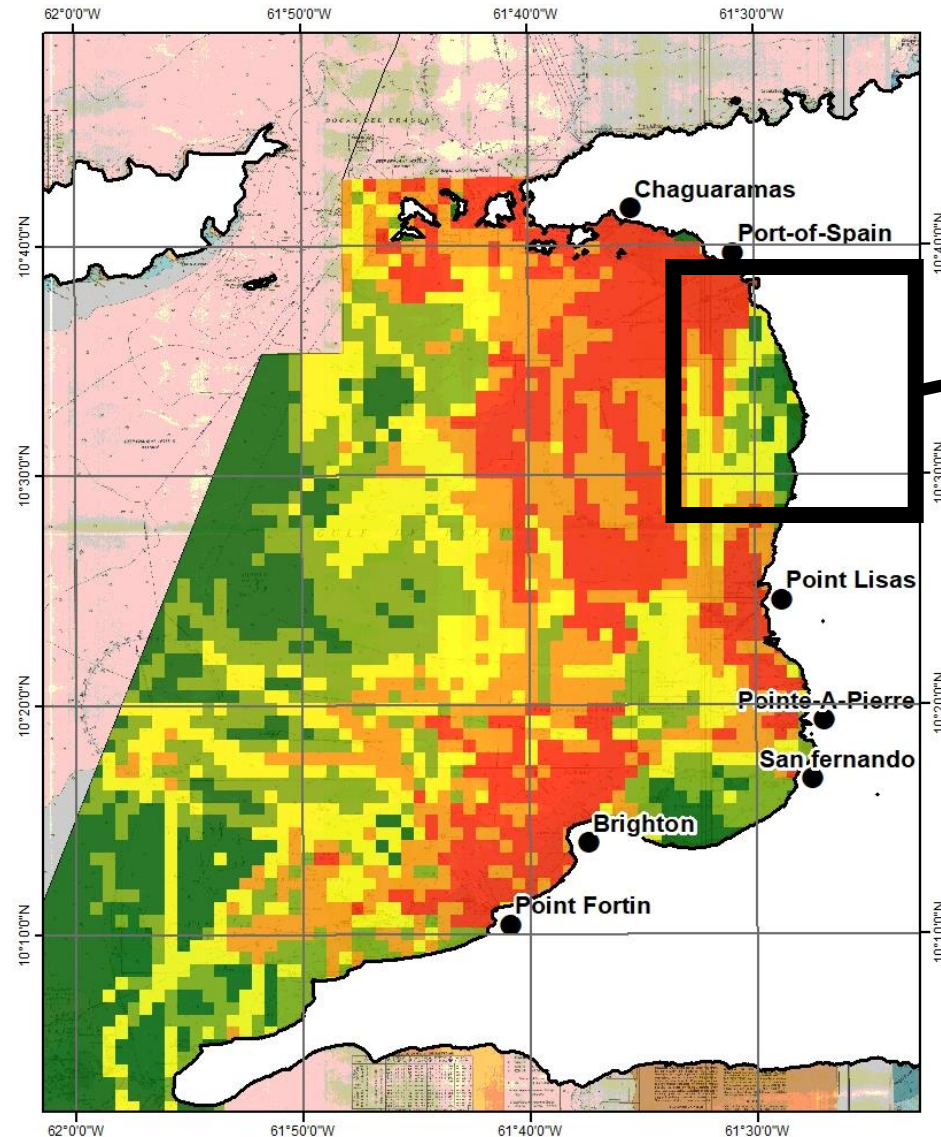 62°0'0"W 61°50'0"W 61°40'0"W 61°30'0"W
Chaguaramas
Port-of-Spain
10°40'0"N 10°40'0"N
10°30'0"N 10°30'0"N
Point Lisas
Pointe-A-Pierre
10°20'0"N 10°20'0"N
San fernando
Brighton
Point Fortin
10°10'0"N 10°10'0"N
62°0'0"W 61°50'0"W 61°40'0"W 61°30'0"W